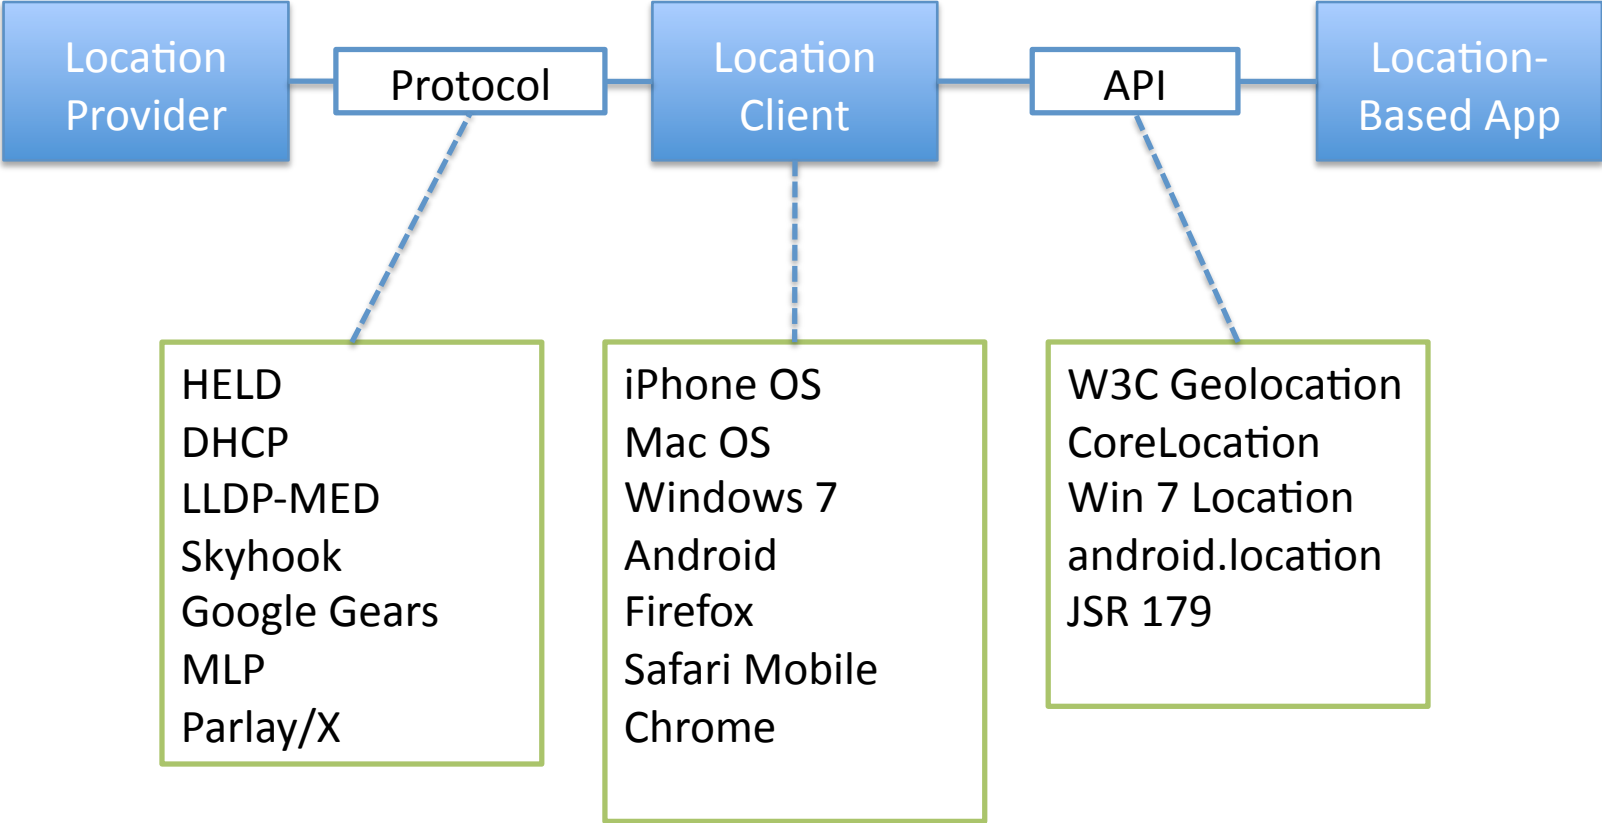 Location
Provider
Protocol
Location
Client
API
Location-
Based App
HELD
DHCP
LLDP-MED
Skyhook
Google Gears
MLP
Parlay/X
iPhone OS
Mac OS
Windows 7
Android
Firefox
Safari Mobile
Chrome
W3C Geolocation
CoreLocation
Win 7 Location
android.location
JSR 179